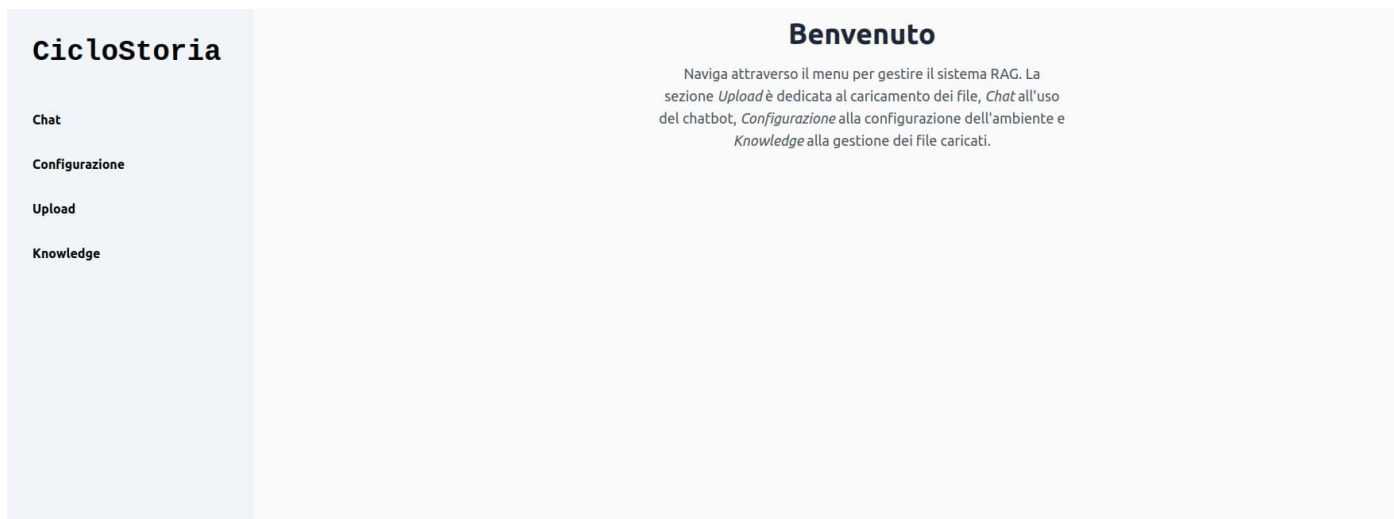 CicloStoria
Chat
Configurazione
Upload
Knowledge
Benvenuto
Naviga attraverso il menu per gestire il sistema RAG. La
sezione Upload è dedicata al caricamento dei file, Chat all'uso
del chatbot, Configurazione alla configurazione dell'ambiente e
Knowledge alla gestione dei file caricati.